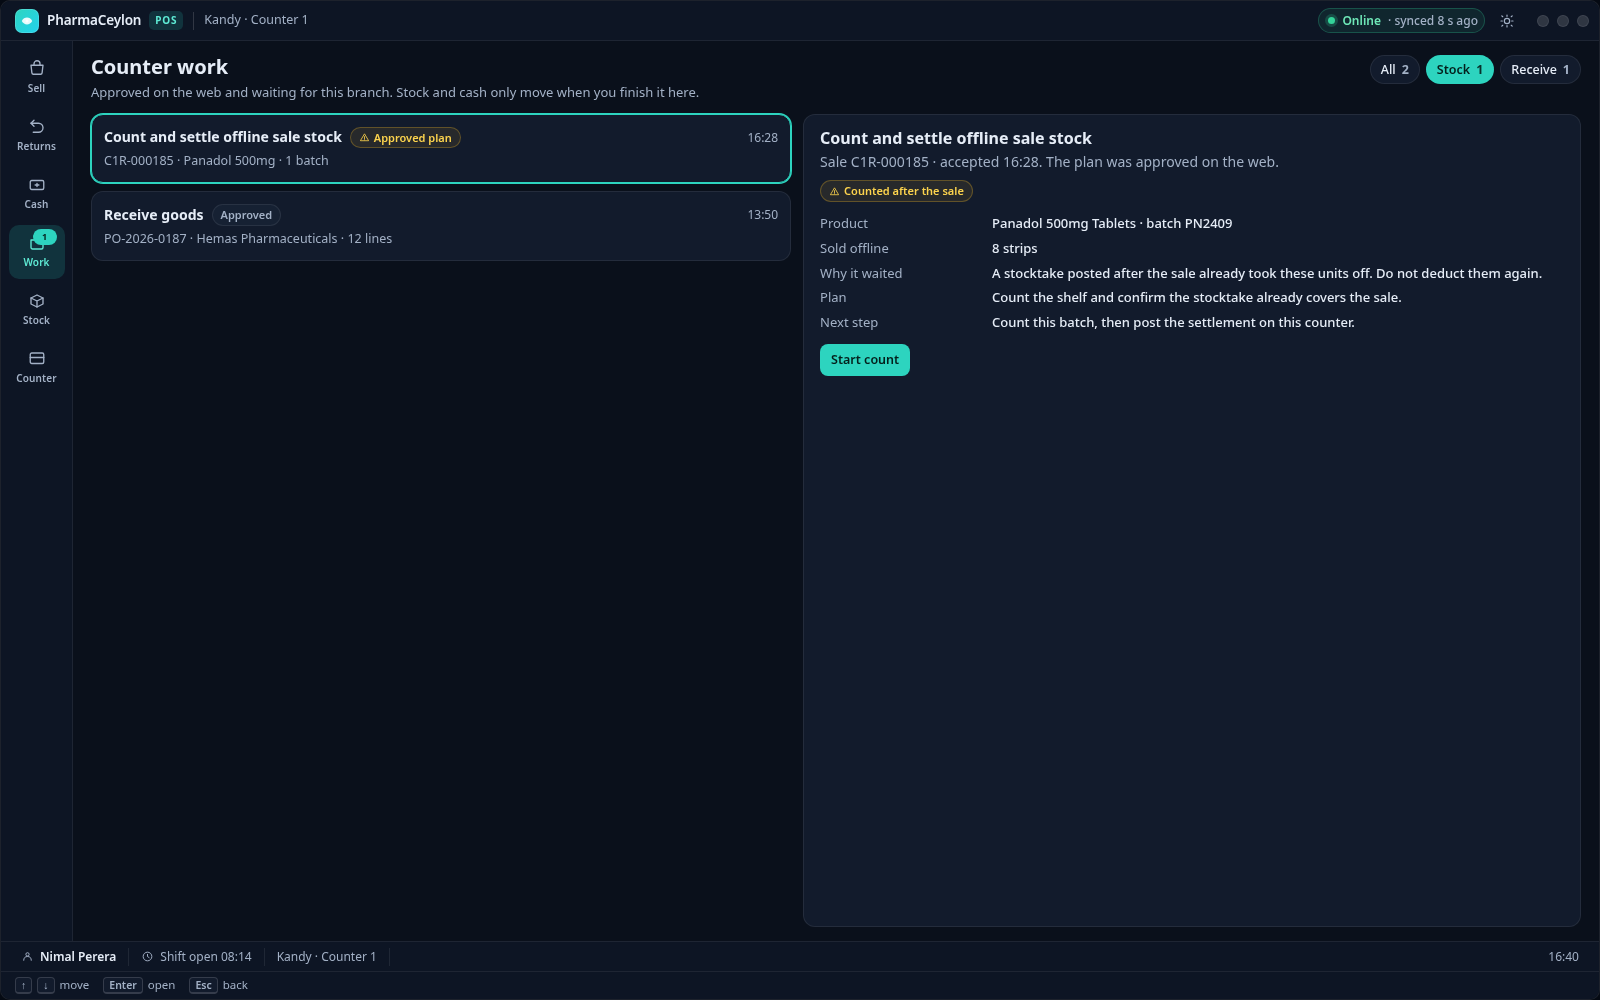 PharmaCeylon POS Kandy · Counter 1
Online · synced 8 s ago
Sell
Returns
Cash
1
Work
Stock
Counter
Counter work
Approved on the web and waiting for this branch. Stock and cash only move when you finish it here.
All 2 Stock 1 Receive 1
Count and settle offline sale stock Approved plan 16:28
C1R-000185 · Panadol 500mg · 1 batch
Receive goods Approved 13:50
PO-2026-0187 · Hemas Pharmaceuticals · 12 lines
Count and settle offline sale stock
Sale C1R-000185 · accepted 16:28. The plan was approved on the web.
Counted after the sale
Product Panadol 500mg Tablets · batch PN2409
Sold offline 8 strips
Why it waited A stocktake posted after the sale already took these units off. Do not deduct them again.
Plan Count the shelf and confirm the stocktake already covers the sale.
Next step Count this batch, then post the settlement on this counter.
Start count
Nimal Perera Shift open 08:14 Kandy · Counter 1 16:40
↑ ↓ move Enter open Esc back